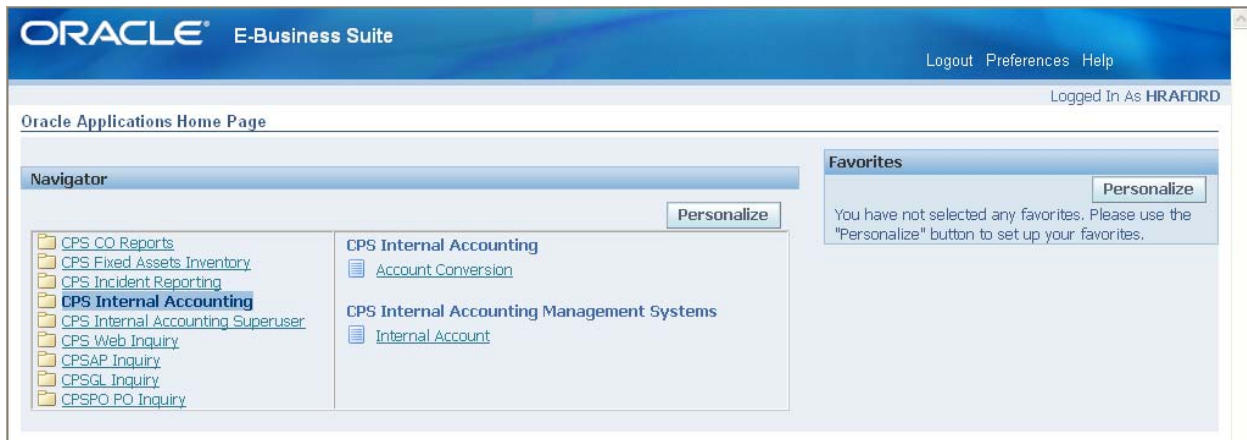 ORACLE® E-Business Suite
Logout Preferences Help
Logged In As HRAFORD
Oracle Applications Home Page
Navigator
Personalize
CPS CO Reports
CPS Fixed Assets Inventory
CPS Incident Reporting
CPS Internal Accounting
CPS Internal Accounting Superuser
CPS Web Inquiry
CPSAP Inquiry
CPSGL Inquiry
CPSPO PO Inquiry
CPS Internal Accounting
Account Conversion
CPS Internal Accounting Management Systems
Internal Account
Favorites
Personalize
You have not selected any favorites. Please use the
"Personalize" button to set up your favorites.